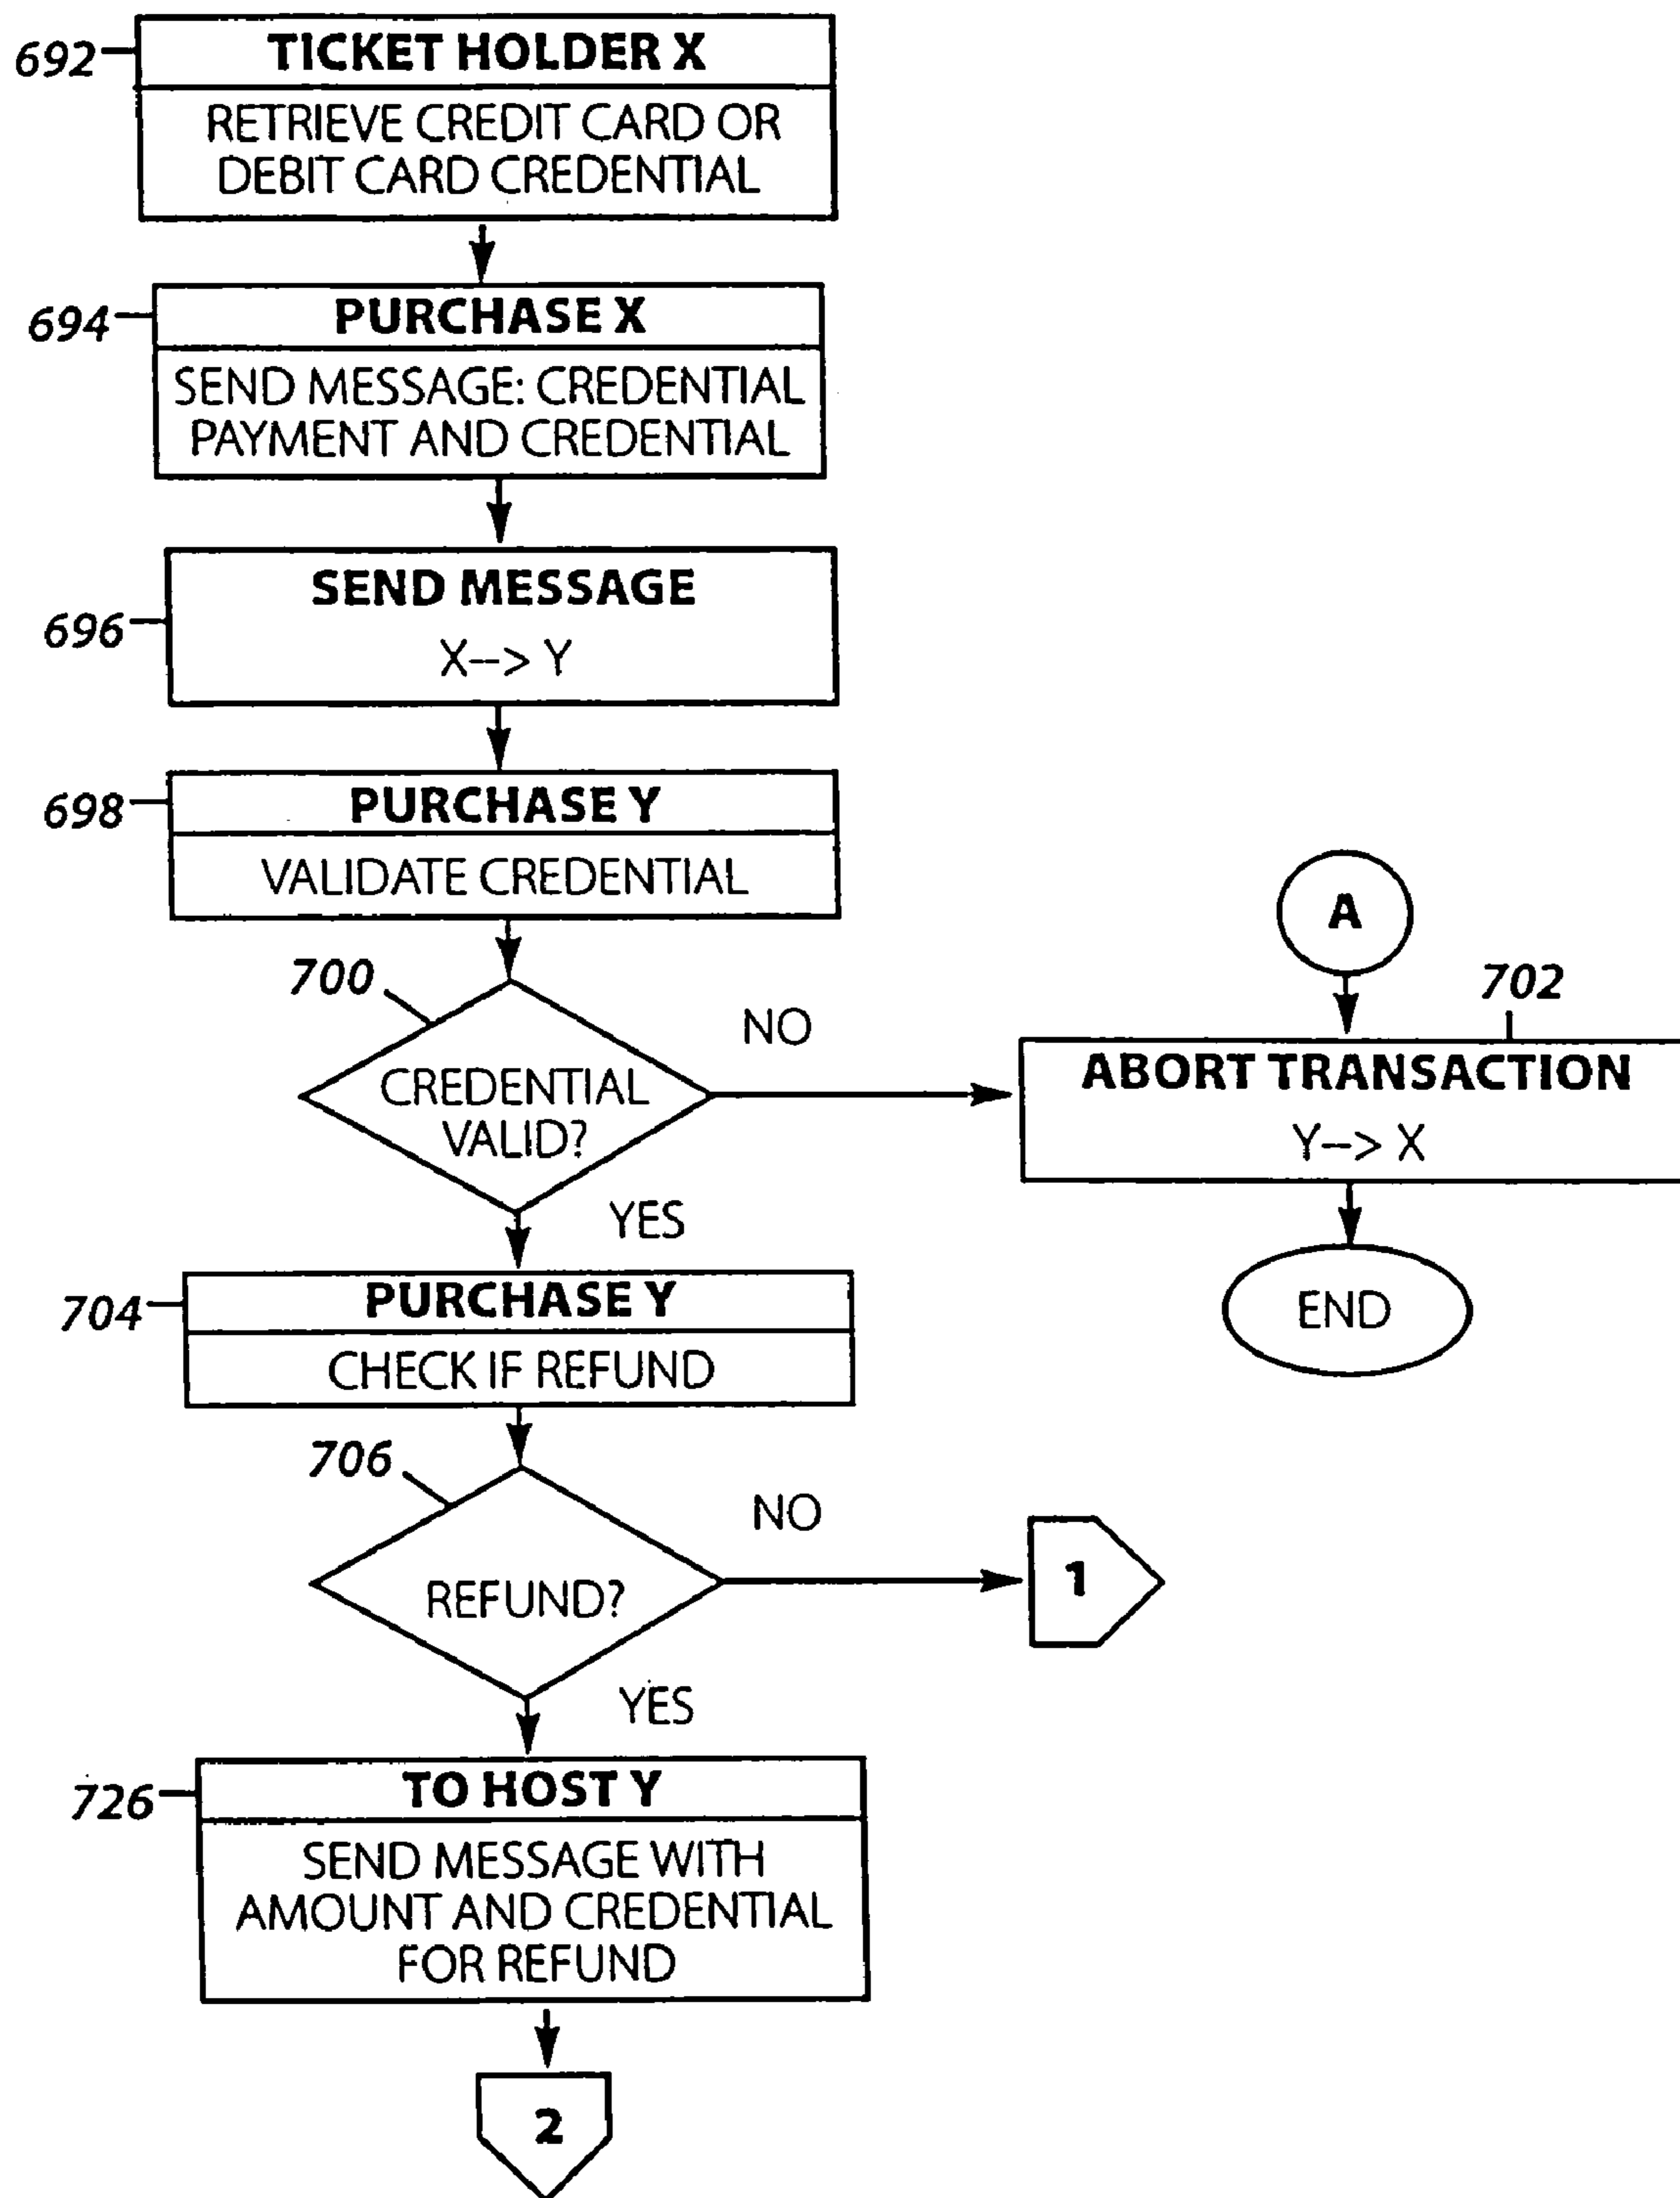 692
TICKET HOLDER X
RETRIEVE CREDIT CARD OR
DEBIT CARD CREDENTIAL
694
PURCHASE X
SEND MESSAGE: CREDENTIAL
PAYMENT AND CREDENTIAL
696
SEND MESSAGE
X--> Y
698
PURCHASE Y
VALIDATE CREDENTIAL
700
CREDENTIAL
VALID?
NO
YES
A
702
ABORT TRANSACTION
Y--> X
END
704
PURCHASE Y
CHECK IF REFUND
706
REFUND?
NO
1
YES
726
TO HOST Y
SEND MESSAGE WITH
AMOUNT AND CREDENTIAL
FOR REFUND
2